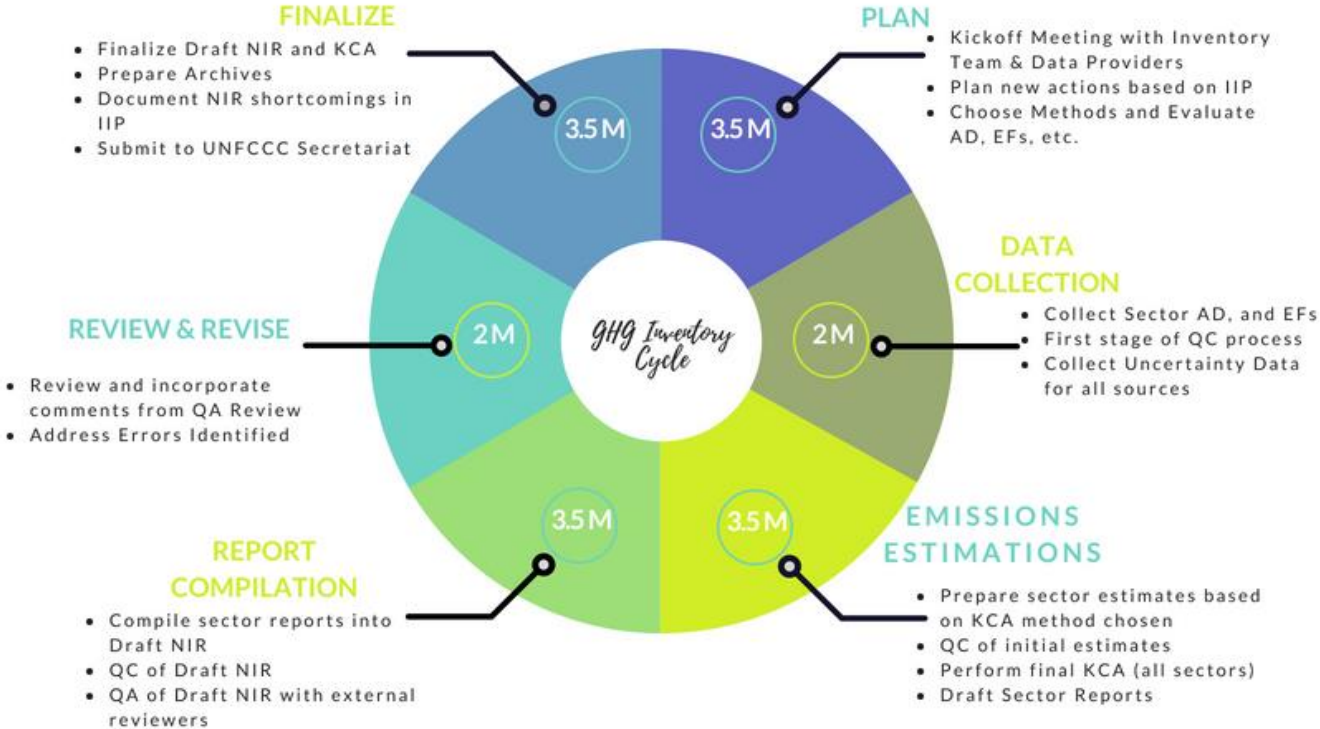 FINALIZE
• Finalize Draft NIR and KCA
• Prepare Archives
• Document NIR shortcomings in
IIP
• Submit to UNFCCC Secretariat
3.5 M
PLAN
• Kickoff Meeting with Inventory
Team & Data Providers
• Plan new actions based on IIP
• Choose Methods and Evaluate
AD, EFs, etc.
3.5 M
DATA
COLLECTION
• Collect Sector AD, and EFs
• First stage of QC process
• Collect Uncertainty Data
for all sources
2 M
GHG Inventory
Cycle
REVIEW & REVISE
• Review and incorporate
comments from QA Review
• Address Errors Identified
2 M
EMISSIONS
ESTIMATIONS
• Prepare sector estimates based
on KCA method chosen
• QC of initial estimates
• Perform final KCA (all sectors)
• Draft Sector Reports
3.5 M
REPORT
COMPILATION
• Compile sector reports into
Draft NIR
• QC of Draft NIR
• QA of Draft NIR with external
reviewers
3.5 M